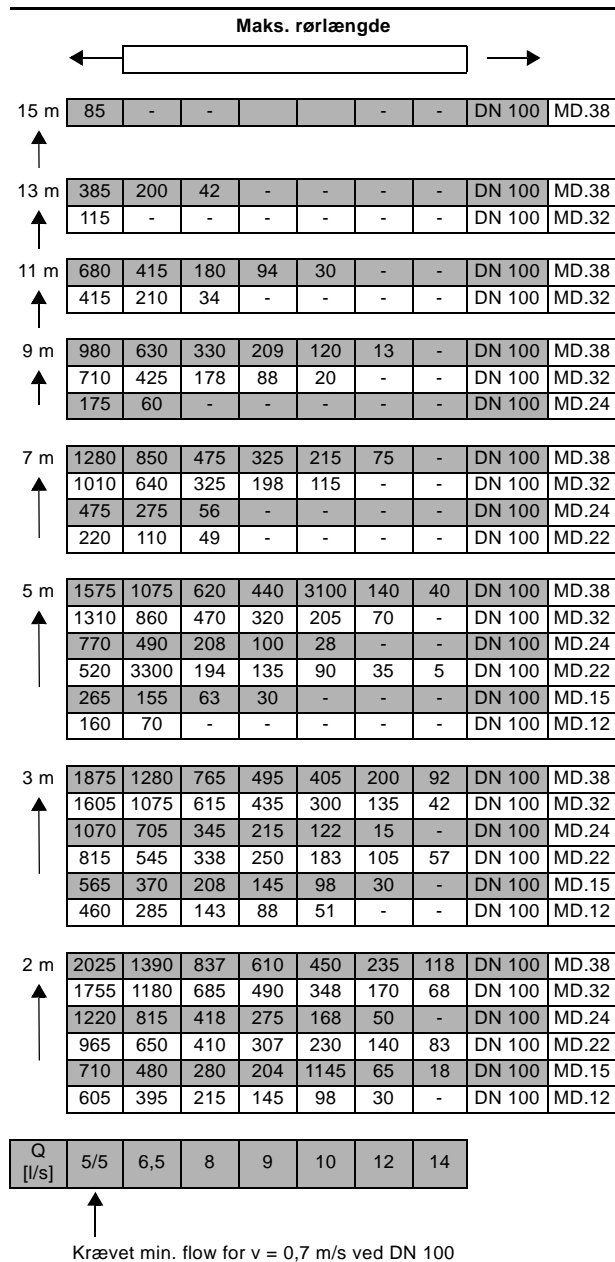 Maks. rørlængde
15 m 85 - - - - DN 100 MD.38
13 m 385 200 42 - - - - DN 100 MD.38
115 - - - - - - DN 100 MD.32
11 m 680 415 180 94 30 - - DN 100 MD.38
415 210 34 - - - - DN 100 MD.32
9 m 980 630 330 209 120 13 - DN 100 MD.38
710 425 178 88 20 - - DN 100 MD.32
175 60 - - - - - DN 100 MD.24
7 m 1280 850 475 325 215 75 - DN 100 MD.38
1010 640 325 198 115 - - DN 100 MD.32
475 275 56 - - - - DN 100 MD.24
220 110 49 - - - - DN 100 MD.22
5 m 1575 1075 620 440 3100 140 40 DN 100 MD.38
1310 860 470 320 205 70 - DN 100 MD.32
770 490 208 100 28 - - DN 100 MD.24
520 3300 194 135 90 35 5 DN 100 MD.22
265 155 63 30 - - - DN 100 MD.15
160 70 - - - - - DN 100 MD.12
3 m 1875 1280 765 495 405 200 92 DN 100 MD.38
1605 1075 615 435 300 135 42 DN 100 MD.32
1070 705 345 215 122 15 - DN 100 MD.24
815 545 338 250 183 105 57 DN 100 MD.22
565 370 208 145 98 30 - DN 100 MD.15
460 285 143 88 51 - - DN 100 MD.12
2 m 2025 1390 837 610 450 235 118 DN 100 MD.38
1755 1180 685 490 348 170 68 DN 100 MD.32
1220 815 418 275 168 50 - DN 100 MD.24
965 650 410 307 230 140 83 DN 100 MD.22
710 480 280 204 1145 65 18 DN 100 MD.15
605 395 215 145 98 30 - DN 100 MD.12
Q [l/s] 5/5 6,5 8 9 10 12 14
Krævet min. flow for v = 0,7 m/s ved DN 100